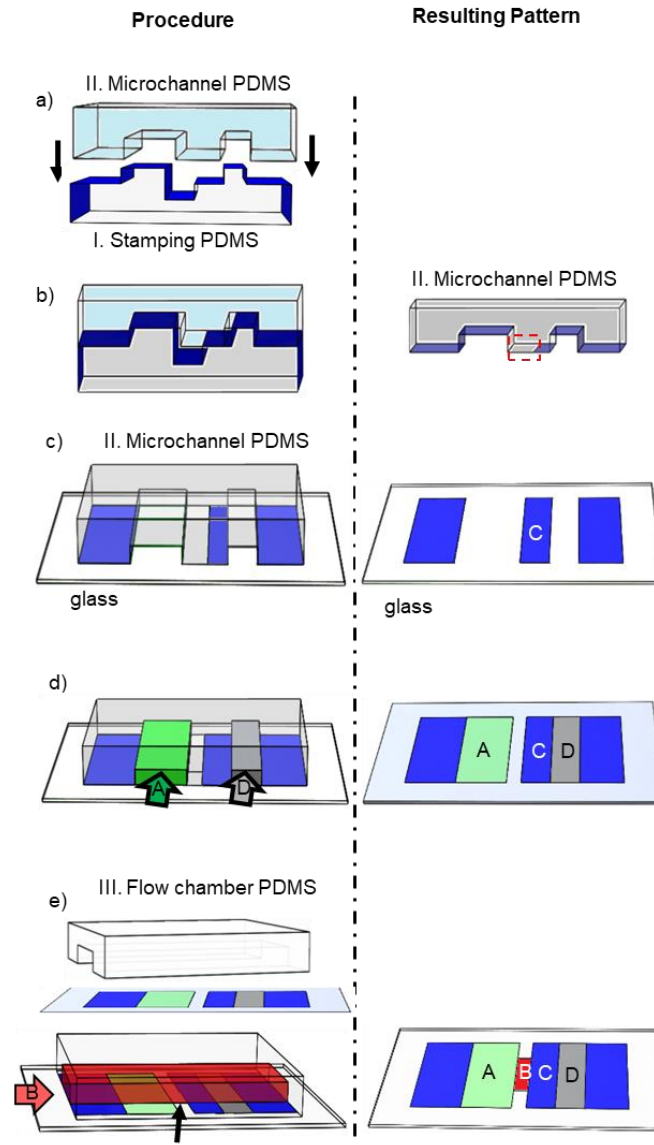 Procedure
Resulting Pattern
a)
II. Microchannel PDMS
I. Stamping PDMS
b)
II. Microchannel PDMS
c)
II. Microchannel PDMS
C
glass
glass
d)
A
D
A
C
D
III. Flow chamber PDMS
e)
B
A
B
C
D